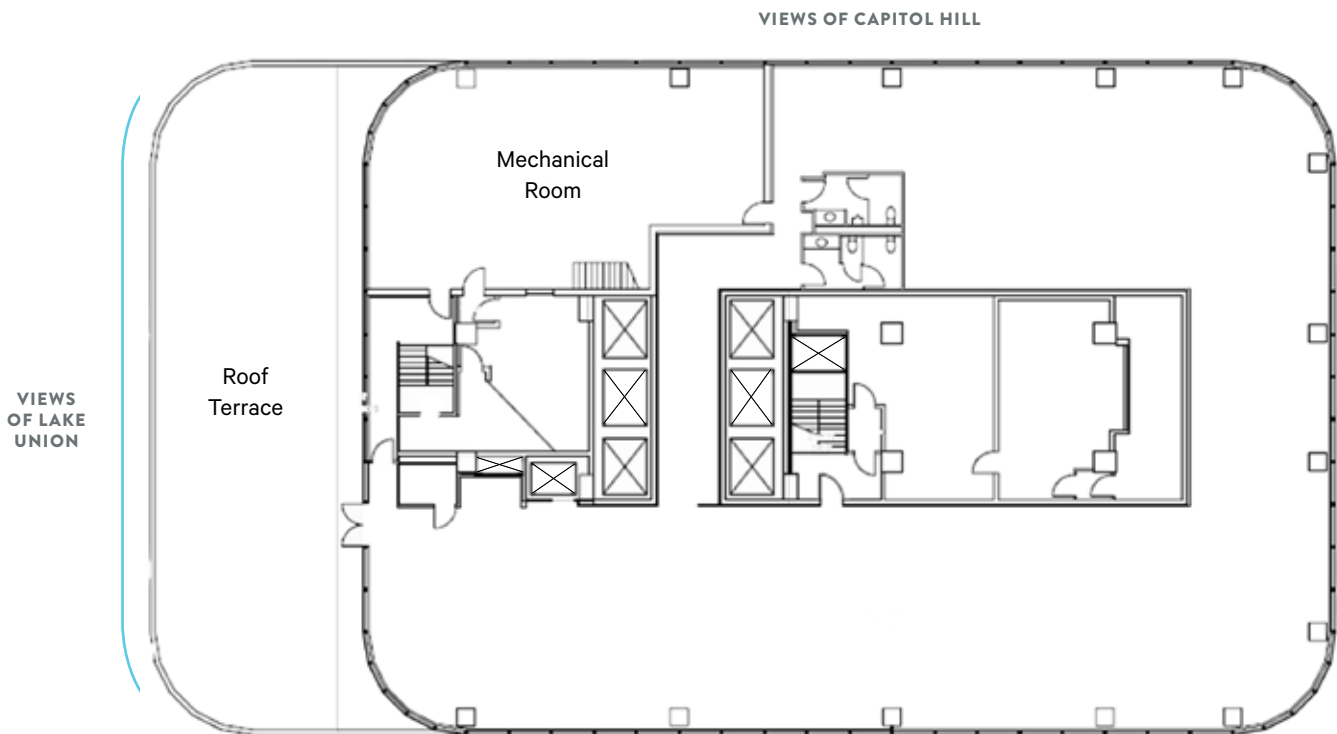 VIEWS OF CAPITOL HILL
Mechanical
Room
Roof
Terrace
VIEWS
OF LAKE
UNION